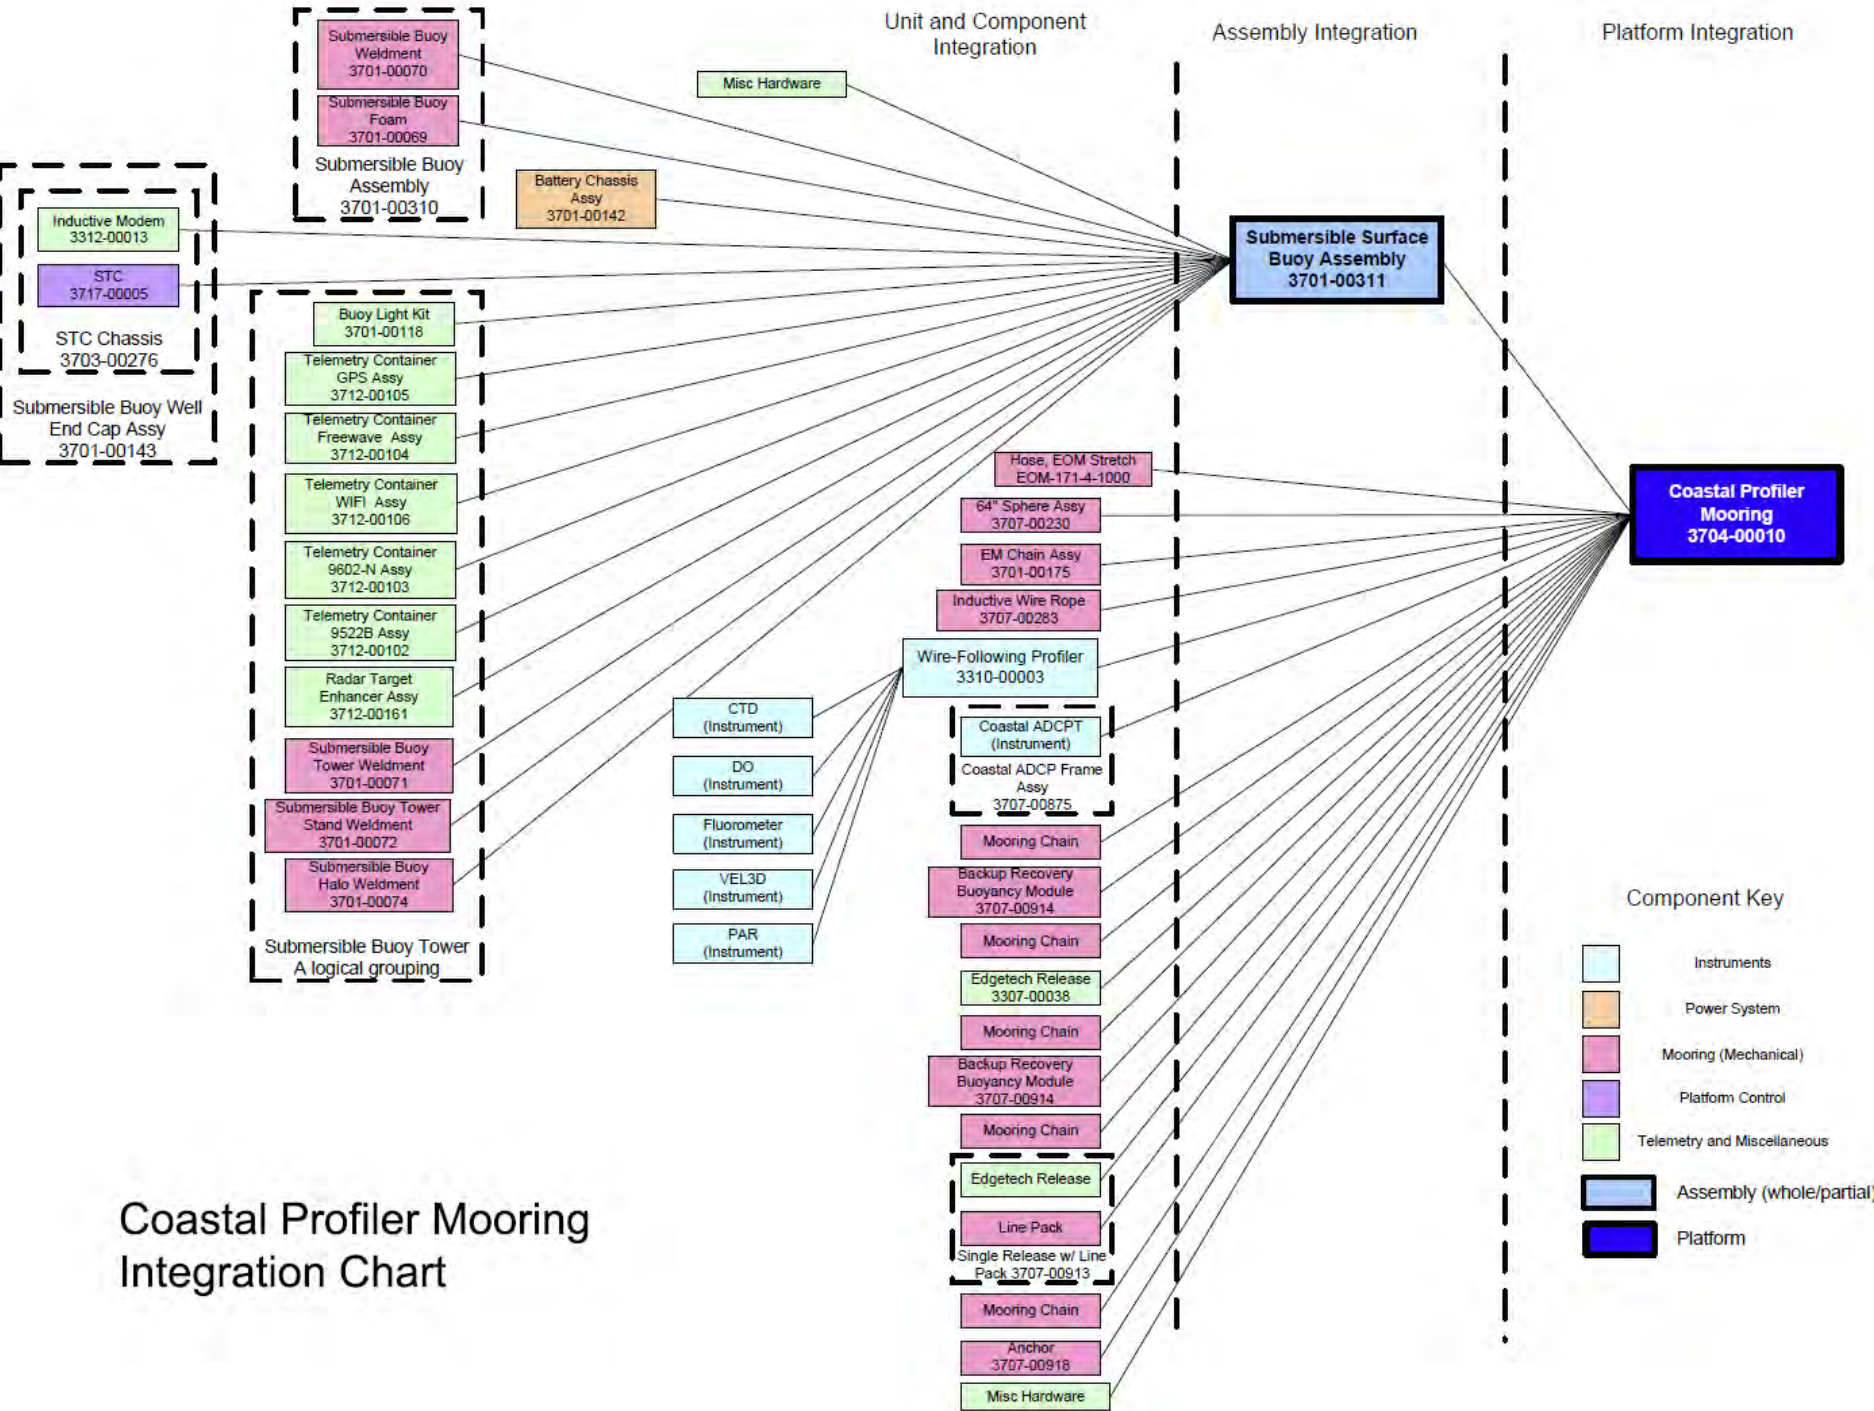 Unit and Component
Integration
Assembly Integration
Platform Integration
Submersible Buoy
Weldment
3701-00070
Submersible Buoy
Foam
3701-00069
Submersible Buoy
Assembly
3701-00310
Misc Hardware
Battery Chassis
Assy
3701-00142
Inductive Modem
3312-00013
STC
3717-00005
STC Chassis
3703-00276
Submersible Buoy Well
End Cap Assy
3701-00143
Submersible Surface
Buoy Assembly
3701-00311
Buoy Light Kit
3701-00118
Telemetry Container
GPS Assy
3712-00105
Telemetry Container
Freewave Assy
3712-00104
Telemetry Container
WIFI Assy
3712-00106
Telemetry Container
9602-N Assy
3712-00103
Telemetry Container
9522B Assy
3712-00102
Radar Target
Enhancer Assy
3712-00161
Submersible Buoy
Tower Weldment
3701-00071
Submersible Buoy Tower
Stand Weldment
3701-00072
Submersible Buoy
Halo Weldment
3701-00074
Submersible Buoy Tower
A logical grouping
Hose, EOM Stretch
EOM-171-4-1000
64" Sphere Assy
3707-00230
EM Chain Assy
3701-00175
Inductive Wire Rope
3707-00283
Wire-Following Profiler
3310-00003
CTD
(Instrument)
DO
(Instrument)
Fluorometer
(Instrument)
VEL3D
(Instrument)
PAR
(Instrument)
Coastal ADCPT
(Instrument)
Coastal ADCP Frame
Assy
3707-00875
Mooring Chain
Backup Recovery
Buoyancy Module
3707-00914
Mooring Chain
Edgetech Release
3307-00038
Mooring Chain
Backup Recovery
Buoyancy Module
3707-00914
Mooring Chain
Edgetech Release
Line Pack
Single Release w/ Line
Pack 3707-00913
Mooring Chain
Anchor
3707-00918
Misc Hardware
Coastal Profiler
Mooring
3704-00010
Component Key
Instruments
Power System
Mooring (Mechanical)
Platform Control
Telemetry and Miscellaneous
Assembly (whole/partial)
Platform
Coastal Profiler Mooring
Integration Chart